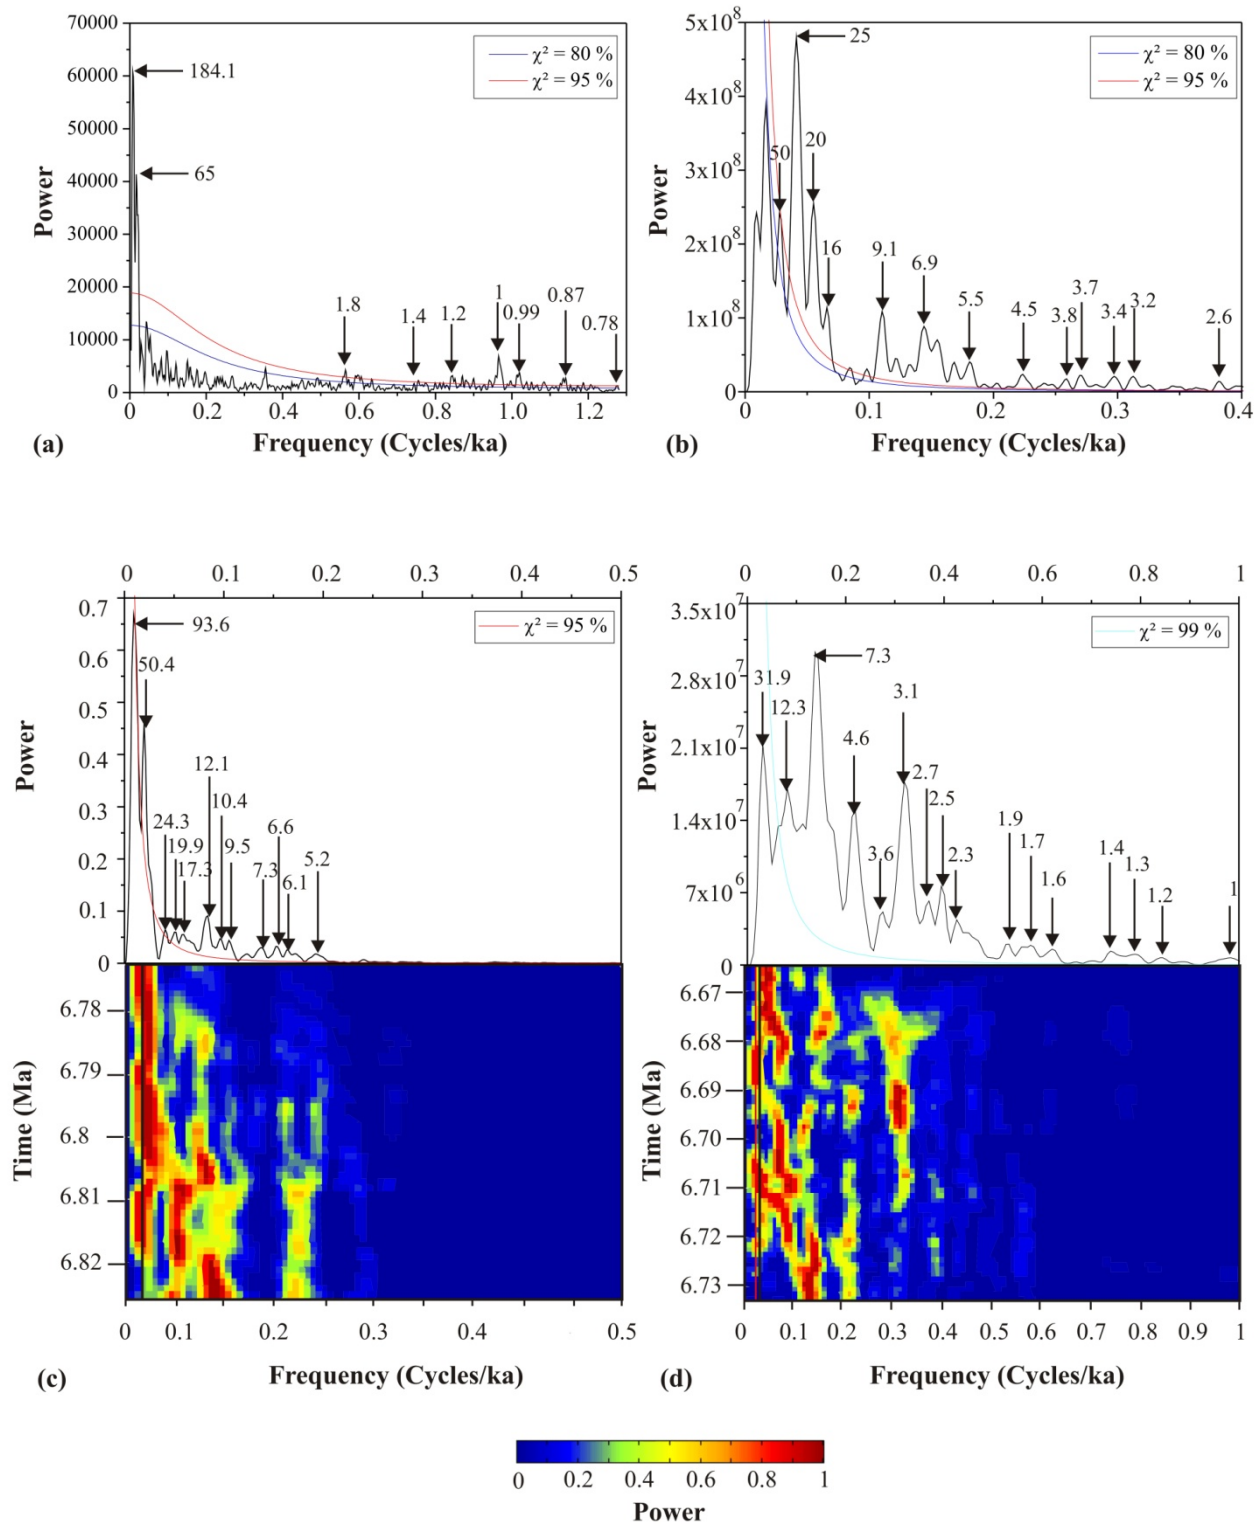 70000
60000
50000
40000
30000
20000
10000
0
Power
184.1
65
χ² = 80 %
χ² = 95 %
1.8
1.4
1.2
1
0.99
0.87
0.78
0 0.2 0.4 0.6 0.8 1.0 1.2
Frequency (Cycles/ka)
(a)
5x10⁸
4x10⁸
3x10⁸
2x10⁸
1x10⁸
0
Power
25
χ² = 80 %
χ² = 95 %
50
20
16
9.1
6.9
5.5
4.5
3.8
3.7
3.4
3.2
2.6
0 0.1 0.2 0.3 0.4
Frequency (Cycles/ka)
(b)
0 0.1 0.2 0.3 0.4 0.5
0.7
0.6
0.5
0.4
0.3
0.2
0.1
0
Power
93.6
χ² = 95 %
50.4
24.3
19.9
17.3
12.1
10.4
9.5
7.3
6.6
6.1
5.2
6.78
6.79
6.8
6.81
6.82
Time (Ma)
0 0.1 0.2 0.3 0.4 0.5
Frequency (Cycles/ka)
(c)
0 0.2 0.4 0.6 0.8 1
3.5x10⁷
2.8x10⁷
2.1x10⁷
1.4x10⁷
7x10⁶
0
Power
χ² = 99 %
31.9
12.3
7.3
4.6
3.6
3.1
2.7
2.5
2.3
1.9
1.7
1.6
1.4
1.3
1.2
1
6.67
6.68
6.69
6.70
6.71
6.72
6.73
Time (Ma)
0 0.1 0.2 0.3 0.4 0.5 0.6 0.7 0.8 0.9 1
Frequency (Cycles/ka)
(d)
0 0.2 0.4 0.6 0.8 1
Power